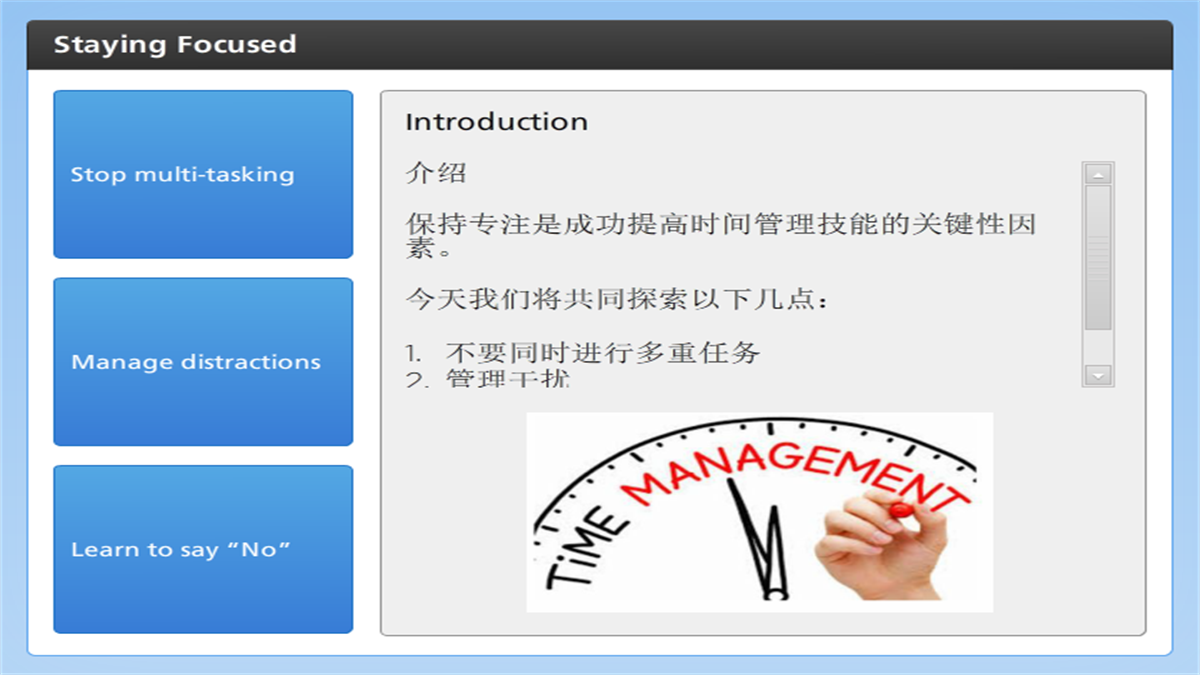 Staying Focused
Stop multi-tasking
Manage distractions
Learn to say “No”
Introduction
介绍
保持专注是成功提高时间管理技能的关键性因
素。
今天我们将共同探索以下几点：
1. 不要同时进行多重任务
2. 管理干扰
TiME MANAGEMENT